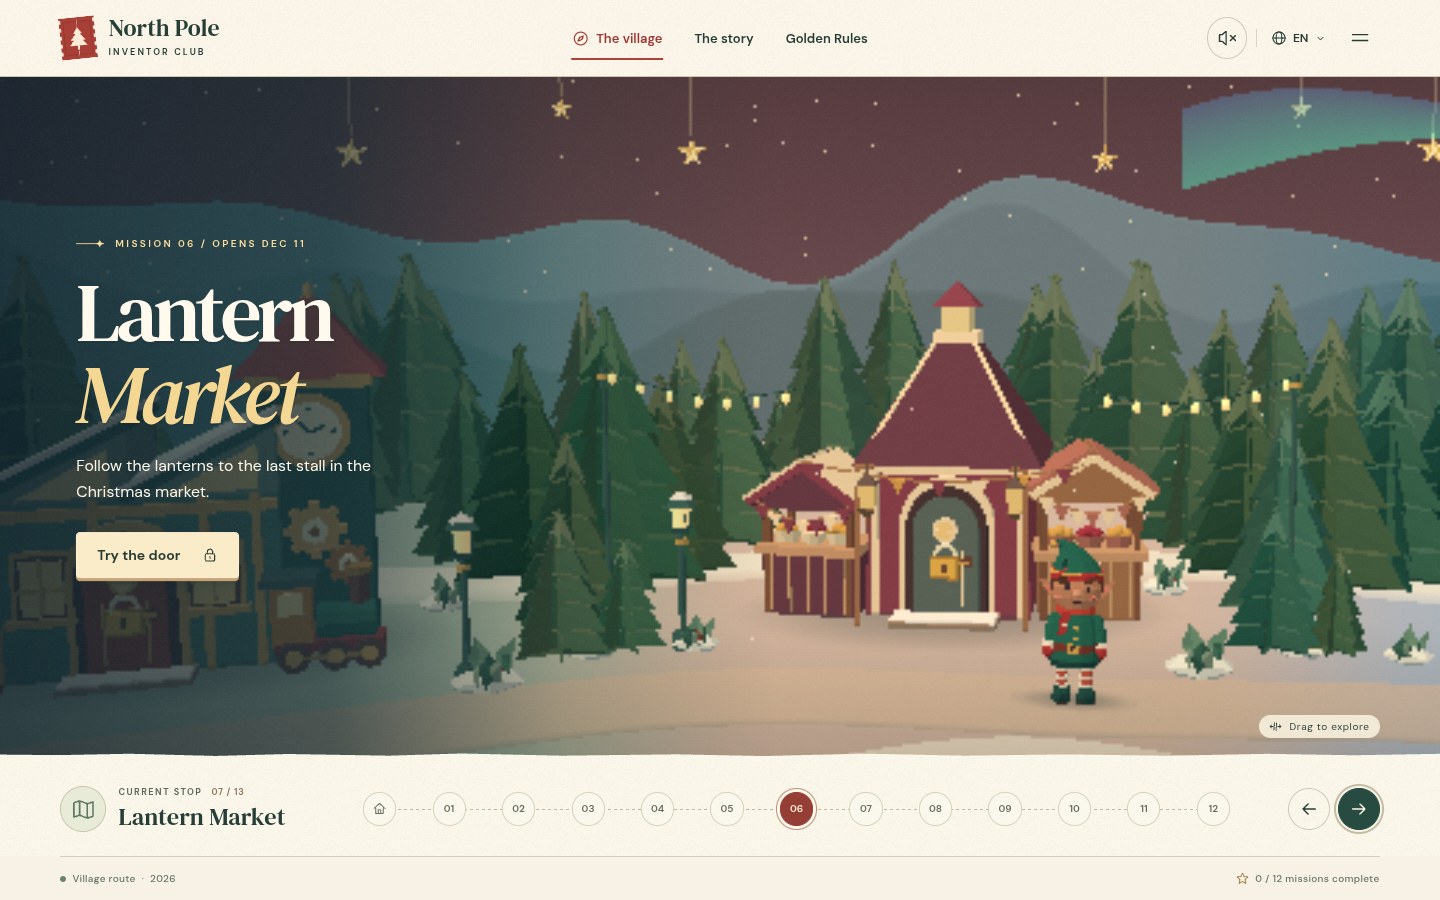 North Pole
INVENTOR CLUB
The village
The story
Golden Rules
EN
MISSION 06 / OPENS DEC 11
Lantern
Market
Follow the lanterns to the last stall in the
Christmas market.
Try the door
Drag to explore
CURRENT STOP 07 / 13
Lantern Market
01 02 03 04 05 06 07 08 09 10 11 12
Village route · 2026
0 / 12 missions complete